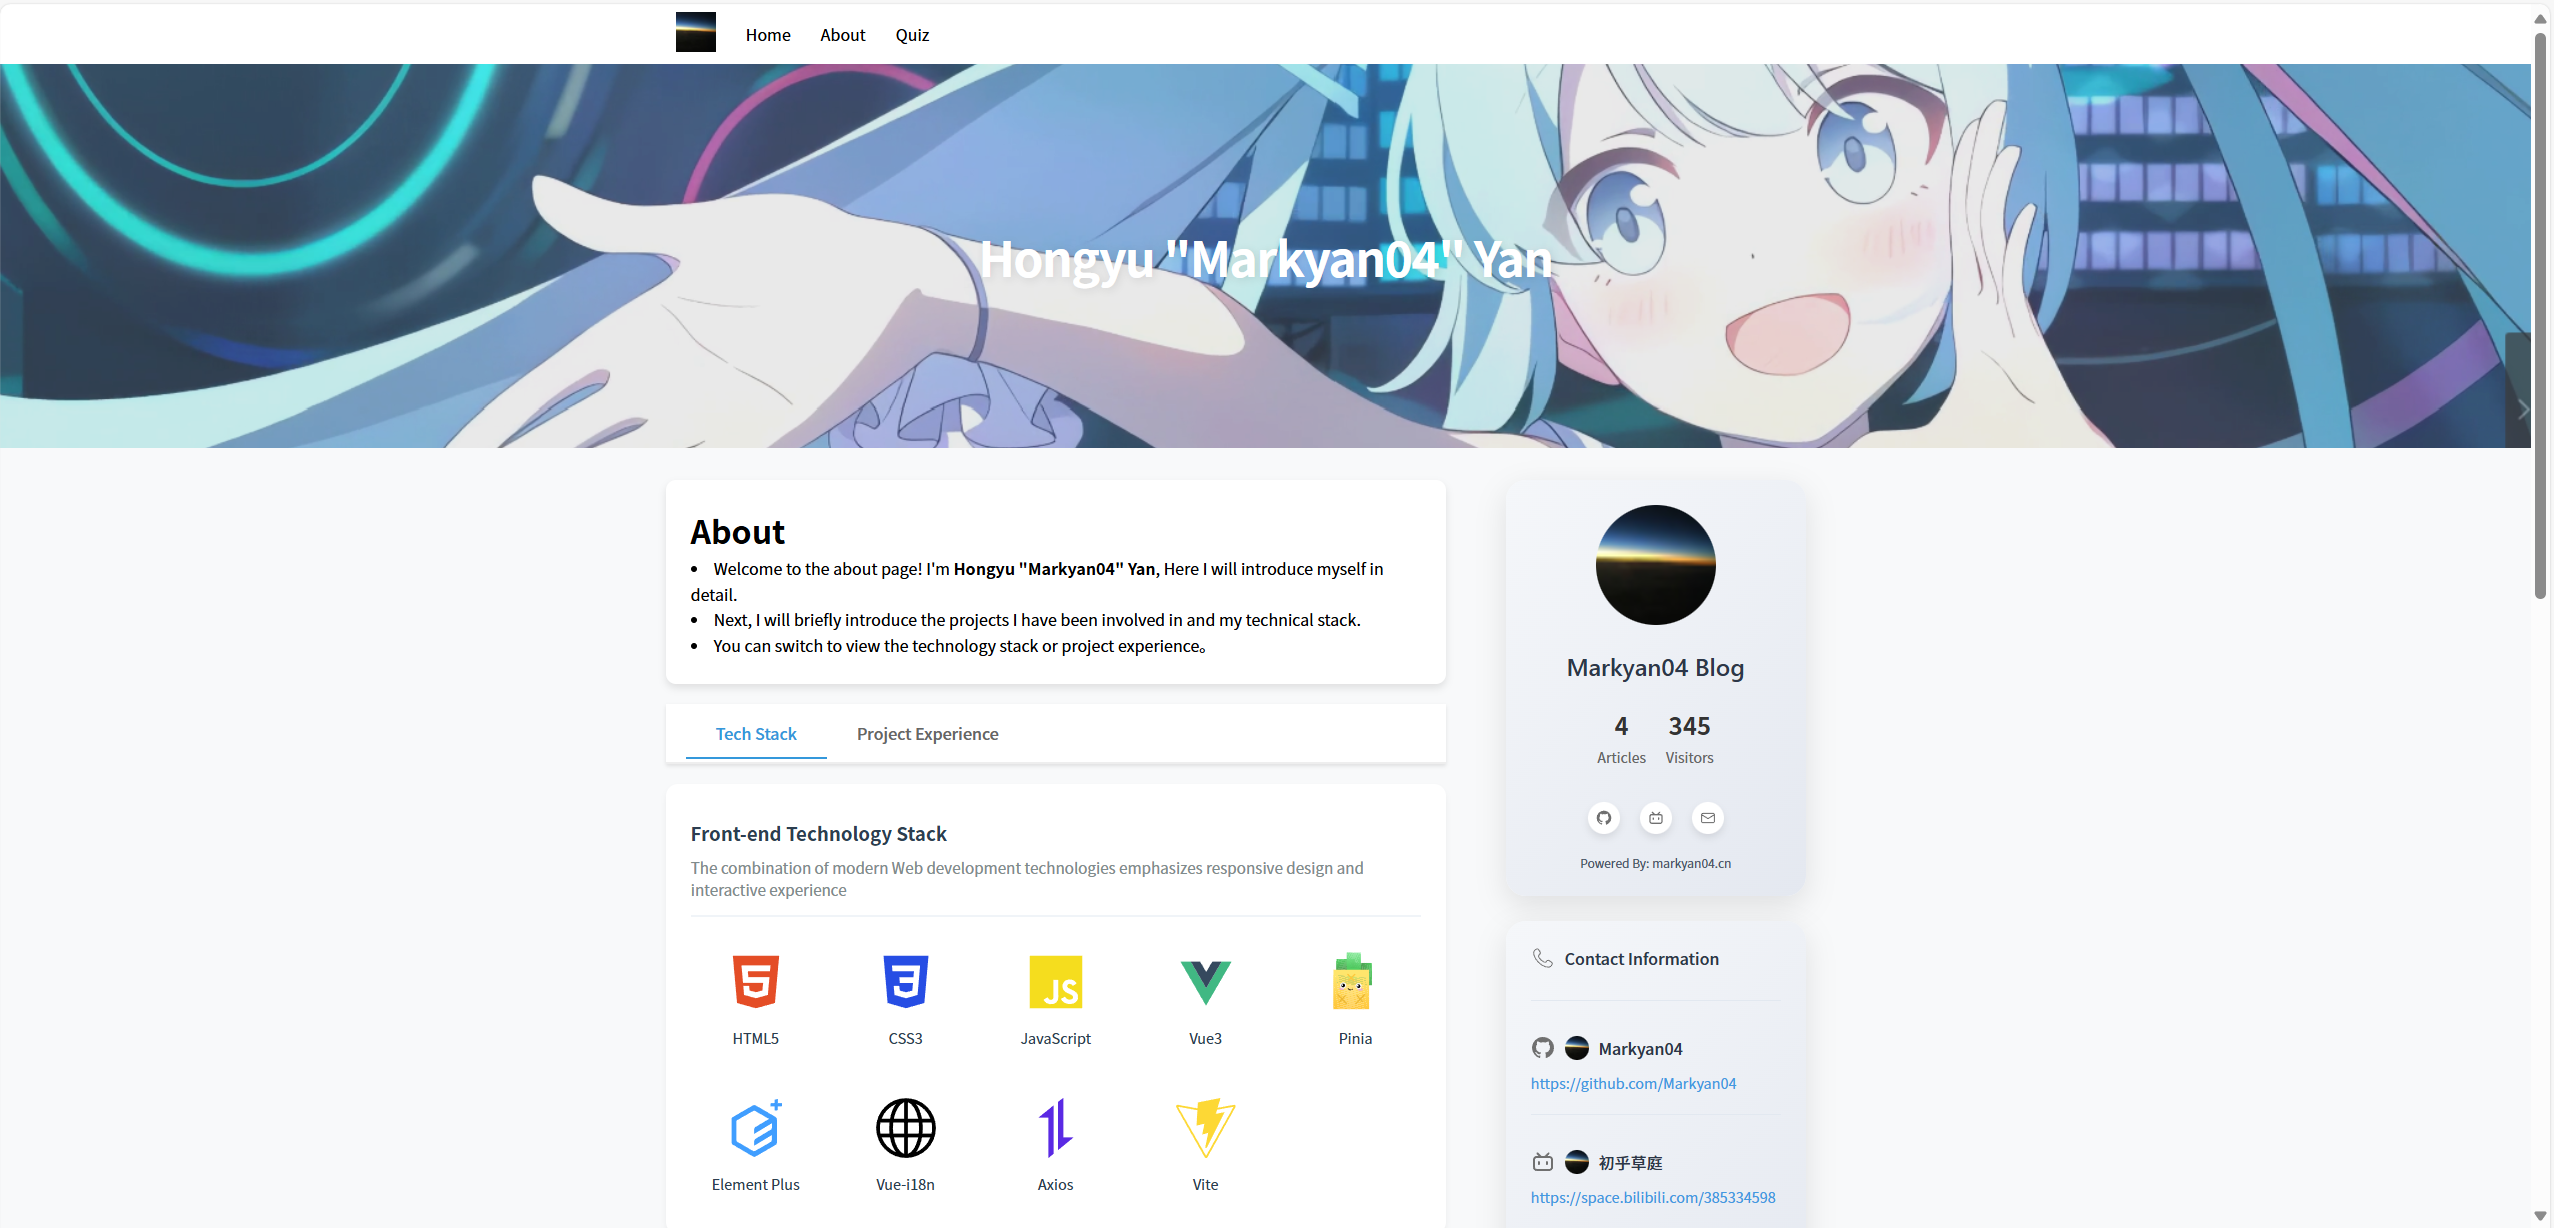 Home About Quiz
Hongyu "Markyan04" Yan
About
• Welcome to the about page! I'm Hongyu "Markyan04" Yan, Here I will introduce myself in
detail.
• Next, I will briefly introduce the projects I have been involved in and my technical stack.
• You can switch to view the technology stack or project experience。
Tech Stack Project Experience
Front-end Technology Stack
The combination of modern Web development technologies emphasizes responsive design and
interactive experience
JS
HTML5 CSS3 JavaScript Vue3 Pinia
Element Plus Vue-i18n Axios Vite
Markyan04 Blog
4 345
Articles Visitors
Powered By: markyan04.cn
Contact Information
Markyan04
https://github.com/Markyan04
初乎草庭
https://space.bilibili.com/385334598